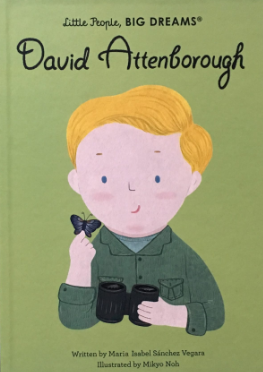 Little People, BIG DREAMS®
David Attenborough
Written by Maria Isabel Sánchez Vegara
Illustrated by Mikyo Noh